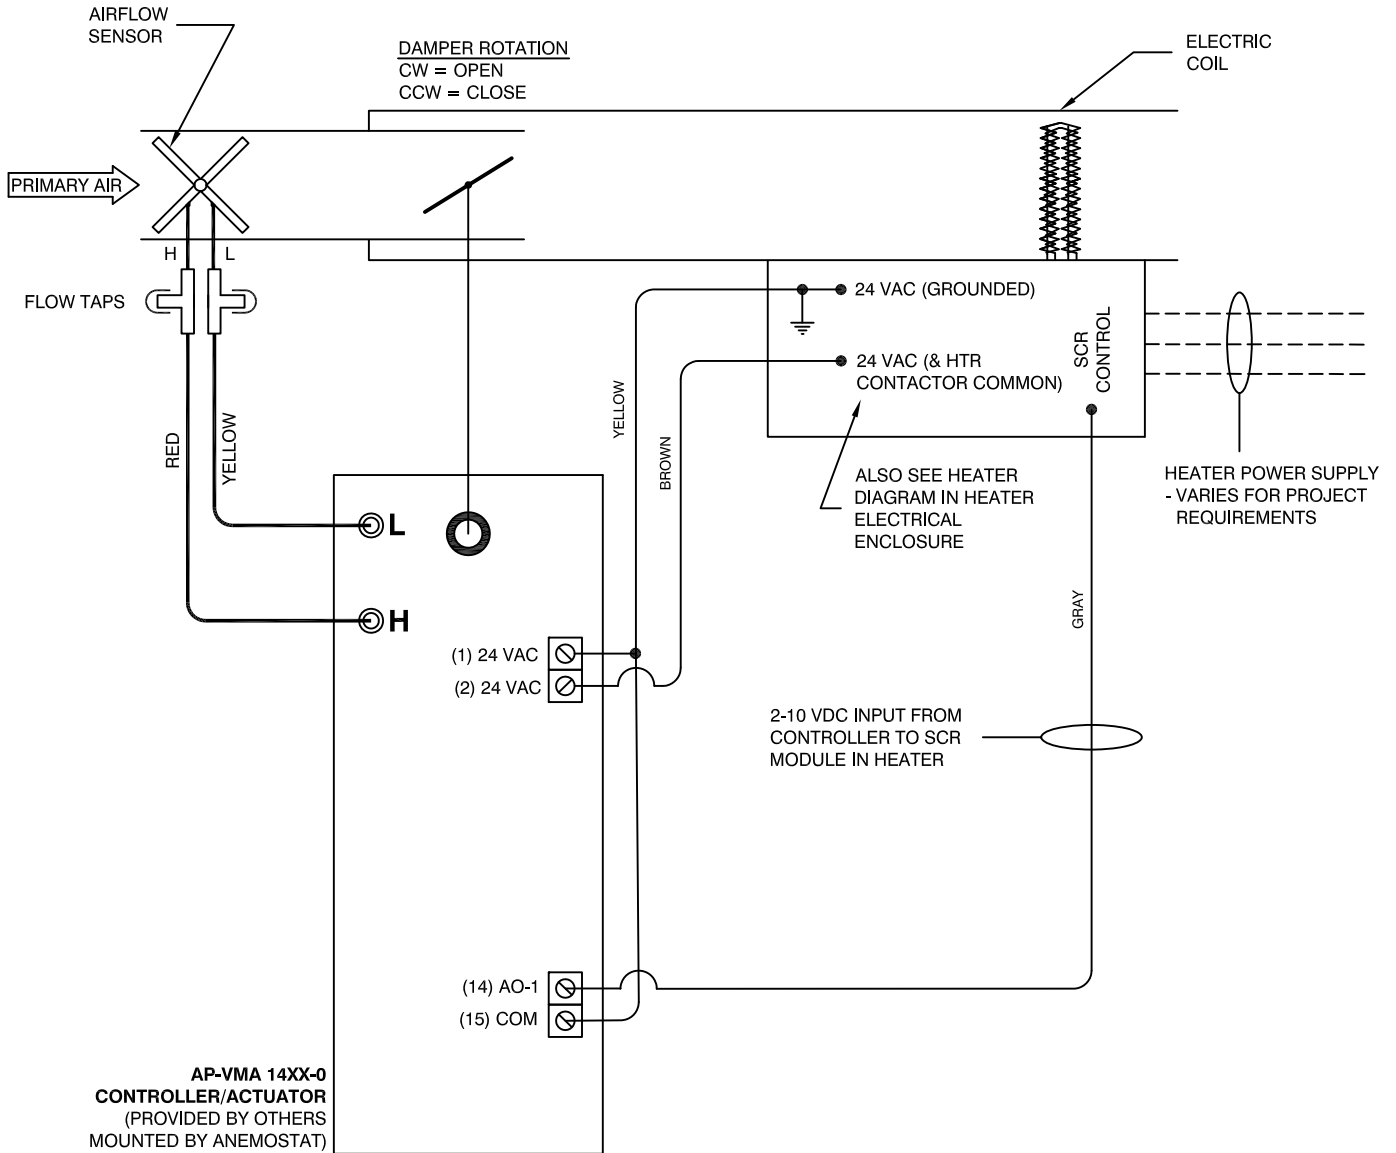 AIRFLOW
SENSOR
DAMPER ROTATION
CW = OPEN
CCW = CLOSE
ELECTRIC
COIL
PRIMARY AIR
H
L
FLOW TAPS
24 VAC (GROUNDED)
24 VAC (& HTR
CONTACTOR COMMON)
SCR
CONTROL
RED
YELLOW
YELLOW
BROWN
ALSO SEE HEATER
DIAGRAM IN HEATER
ELECTRICAL
ENCLOSURE
HEATER POWER SUPPLY
- VARIES FOR PROJECT
REQUIREMENTS
L
H
GRAY
(1) 24 VAC
(2) 24 VAC
2-10 VDC INPUT FROM
CONTROLLER TO SCR
MODULE IN HEATER
(14) AO-1
(15) COM
AP-VMA 14XX-0
CONTROLLER/ACTUATOR
(PROVIDED BY OTHERS
MOUNTED BY ANEMOSTAT)